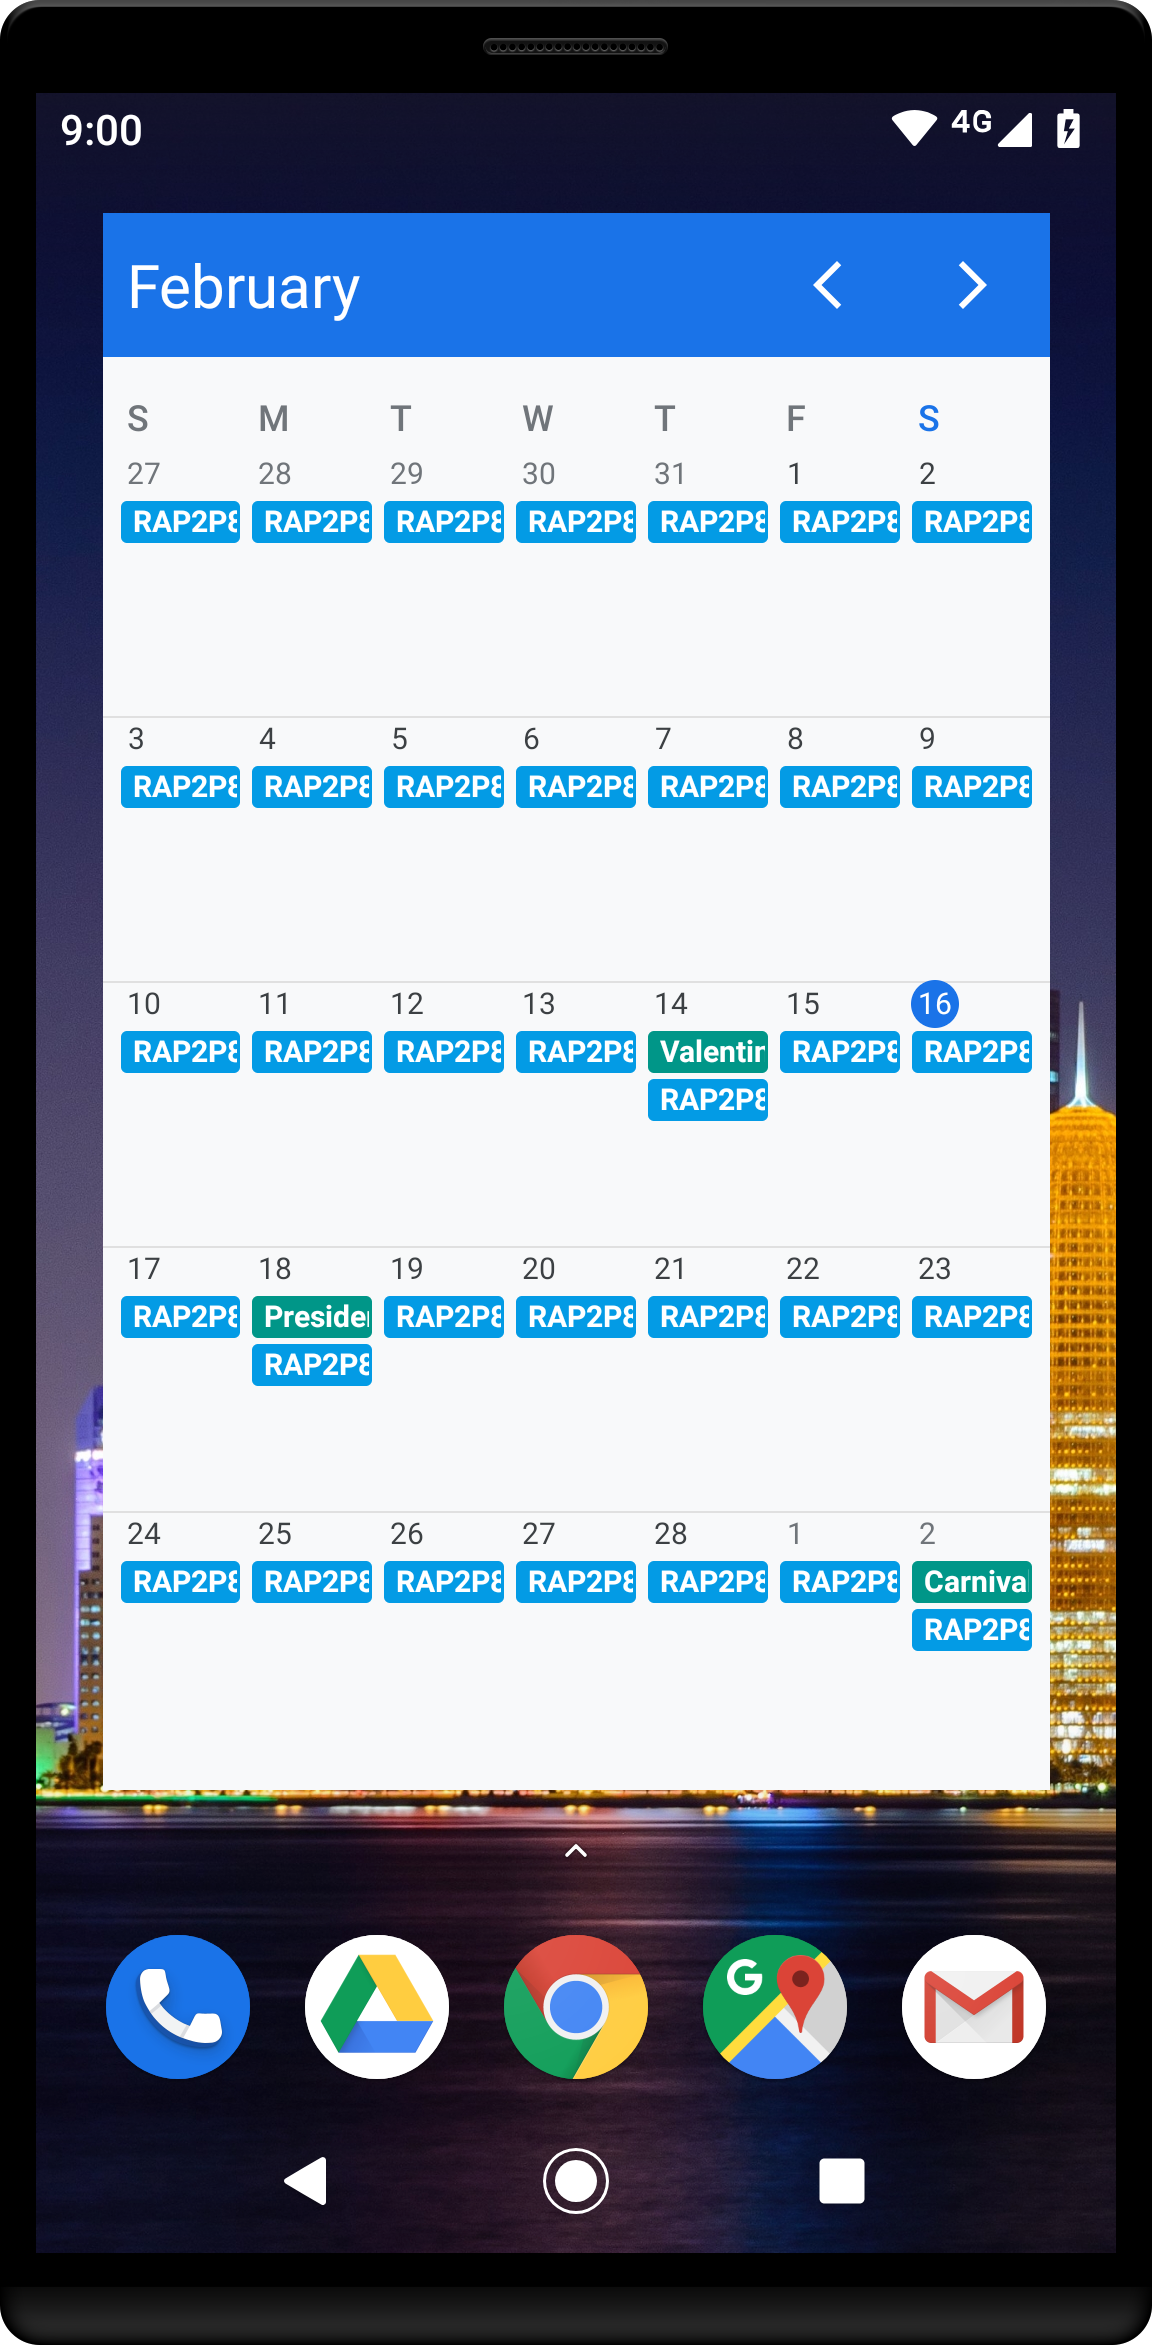 9:00 4G
February
S M T W T F S
27 28 29 30 31 1 2
RAP2P8 RAP2P8 RAP2P8 RAP2P8 RAP2P8 RAP2P8 RAP2P8
3 4 5 6 7 8 9
RAP2P8 RAP2P8 RAP2P8 RAP2P8 RAP2P8 RAP2P8 RAP2P8
10 11 12 13 14 15 16
RAP2P8 RAP2P8 RAP2P8 RAP2P8 Valentin RAP2P8 RAP2P8
RAP2P8
17 18 19 20 21 22 23
RAP2P8 Presider RAP2P8 RAP2P8 RAP2P8 RAP2P8 RAP2P8
RAP2P8
24 25 26 27 28 1 2
RAP2P8 RAP2P8 RAP2P8 RAP2P8 RAP2P8 RAP2P8 Carnival
RAP2P8
G